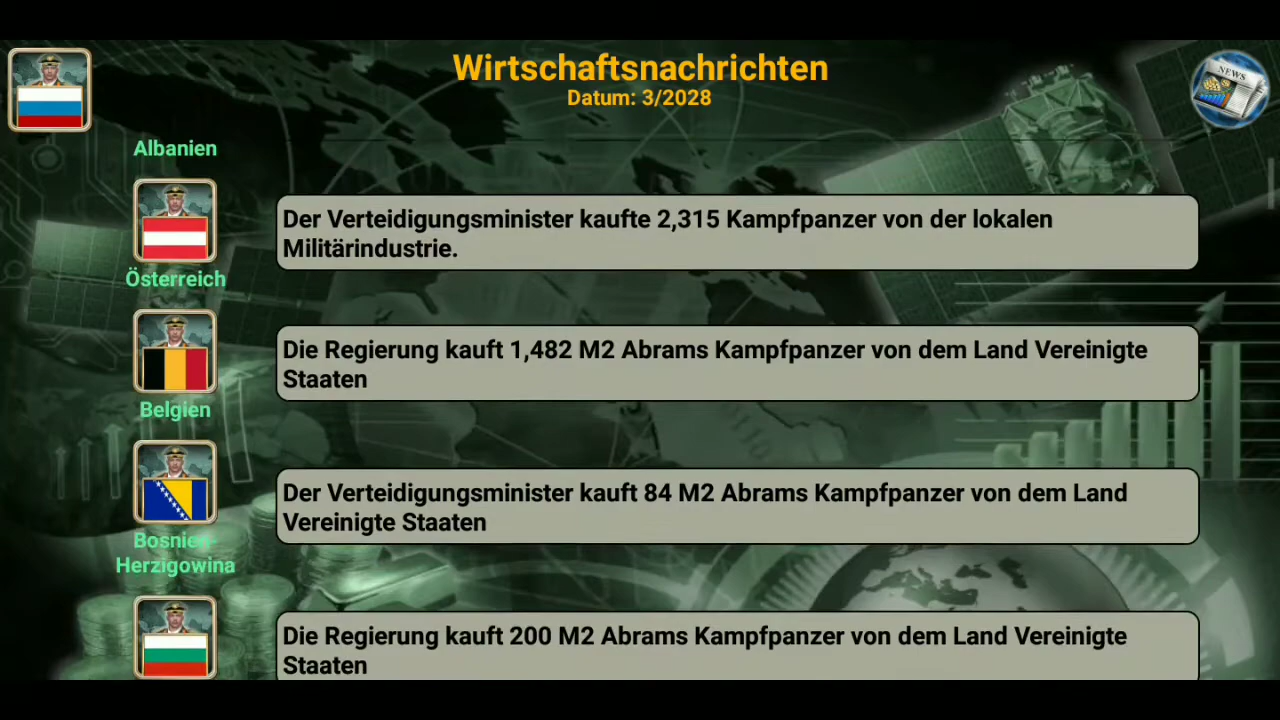 Wirtschaftsnachrichten
Datum: 3/2028
NEWS
Albanien
Der Verteidigungsminister kaufte 2,315 Kampfpanzer von der lokalen
Militärindustrie.
Österreich
Die Regierung kauft 1,482 M2 Abrams Kampfpanzer von dem Land Vereinigte
Staaten
Belgien
Der Verteidigungsminister kauft 84 M2 Abrams Kampfpanzer von dem Land
Vereinigte Staaten
Bosnien-
Herzigowina
Die Regierung kauft 200 M2 Abrams Kampfpanzer von dem Land Vereinigte
Staaten